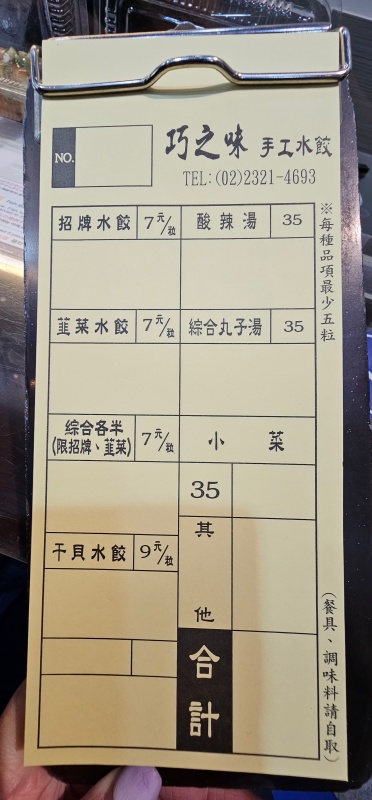 NO.
巧之味 手工水餃
TEL:(02)2321-4693
招牌水餃 7元/粒 酸辣湯 35
韮菜水餃 7元/粒 綜合丸子湯 35
綜合各半
(限招牌、韮菜) 7元/粒 小菜
35
干貝水餃 9元/粒 其他
合計
※每種品項最少五粒
(餐具、調味料請自取)